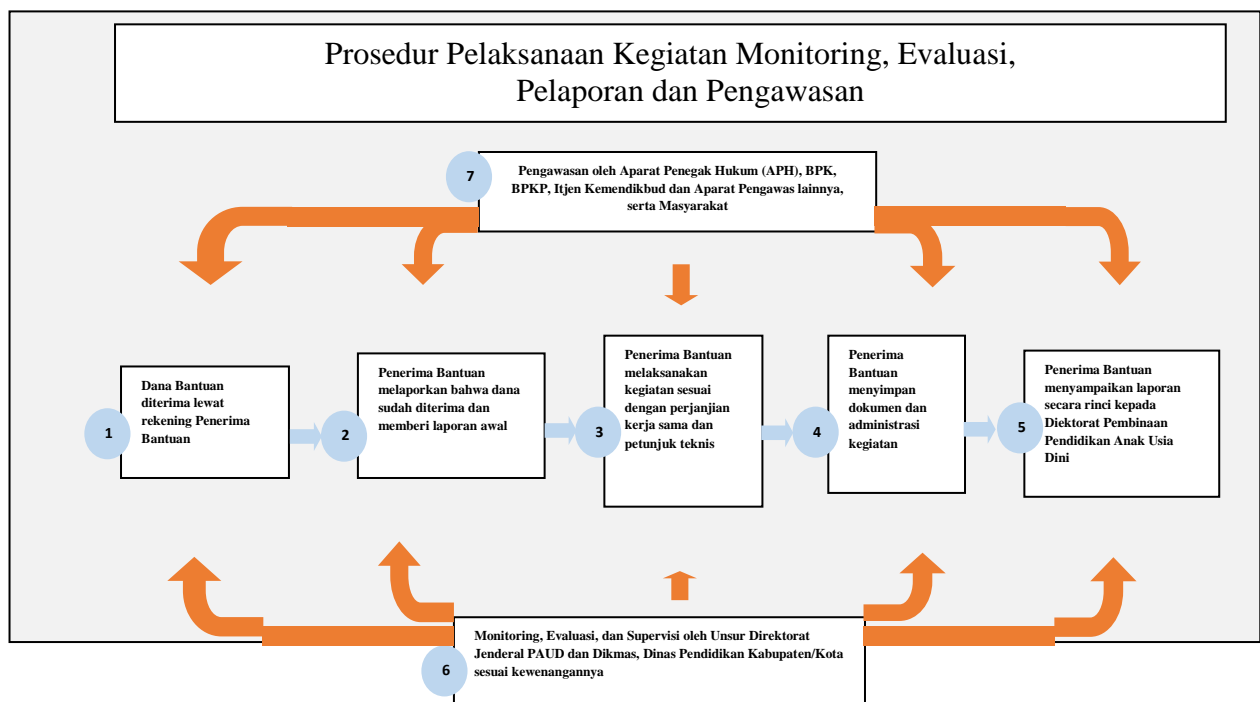 Prosedur Pelaksanaan Kegiatan Monitoring, Evaluasi,
Pelaporan dan Pengawasan
7
Pengawasan oleh Aparat Penegak Hukum (APH), BPK,
BPKP, Itjen Kemendikbud dan Aparat Pengawas lainnya,
serta Masyarakat
1
Dana Bantuan
diterima lewat
rekening Penerima
Bantuan
2
Penerima Bantuan
melaporkan bahwa dana
sudah diterima dan
memberi laporan awal
3
Penerima Bantuan
melaksanakan
kegiatan sesuai
dengan perjanjian
kerja sama dan
petunjuk teknis
4
Penerima
Bantuan
menyimpan
dokumen dan
administrasi
kegiatan
5
Penerima Bantuan
menyampaikan laporan
secara rinci kepada
Diektorat Pembinaan
Pendidikan Anak Usia
Dini
6
Monitoring, Evaluasi, dan Supervisi oleh Unsur Direktorat
Jenderal PAUD dan Dikmas, Dinas Pendidikan Kabupaten/Kota
sesuai kewenangannya